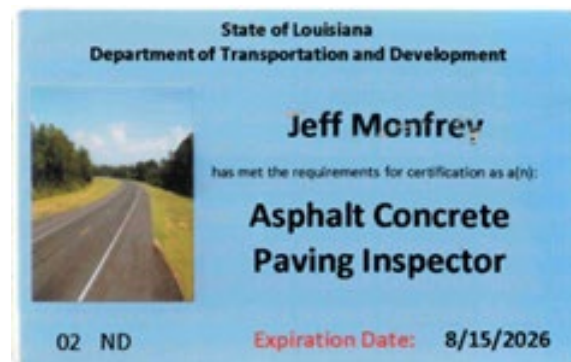 State of Louisiana
Department of Transportation and Development
Jeff Monfrey
has met the requirements for certification as a(n):
Asphalt Concrete
Paving Inspector
02 ND
Expiration Date: 8/15/2026